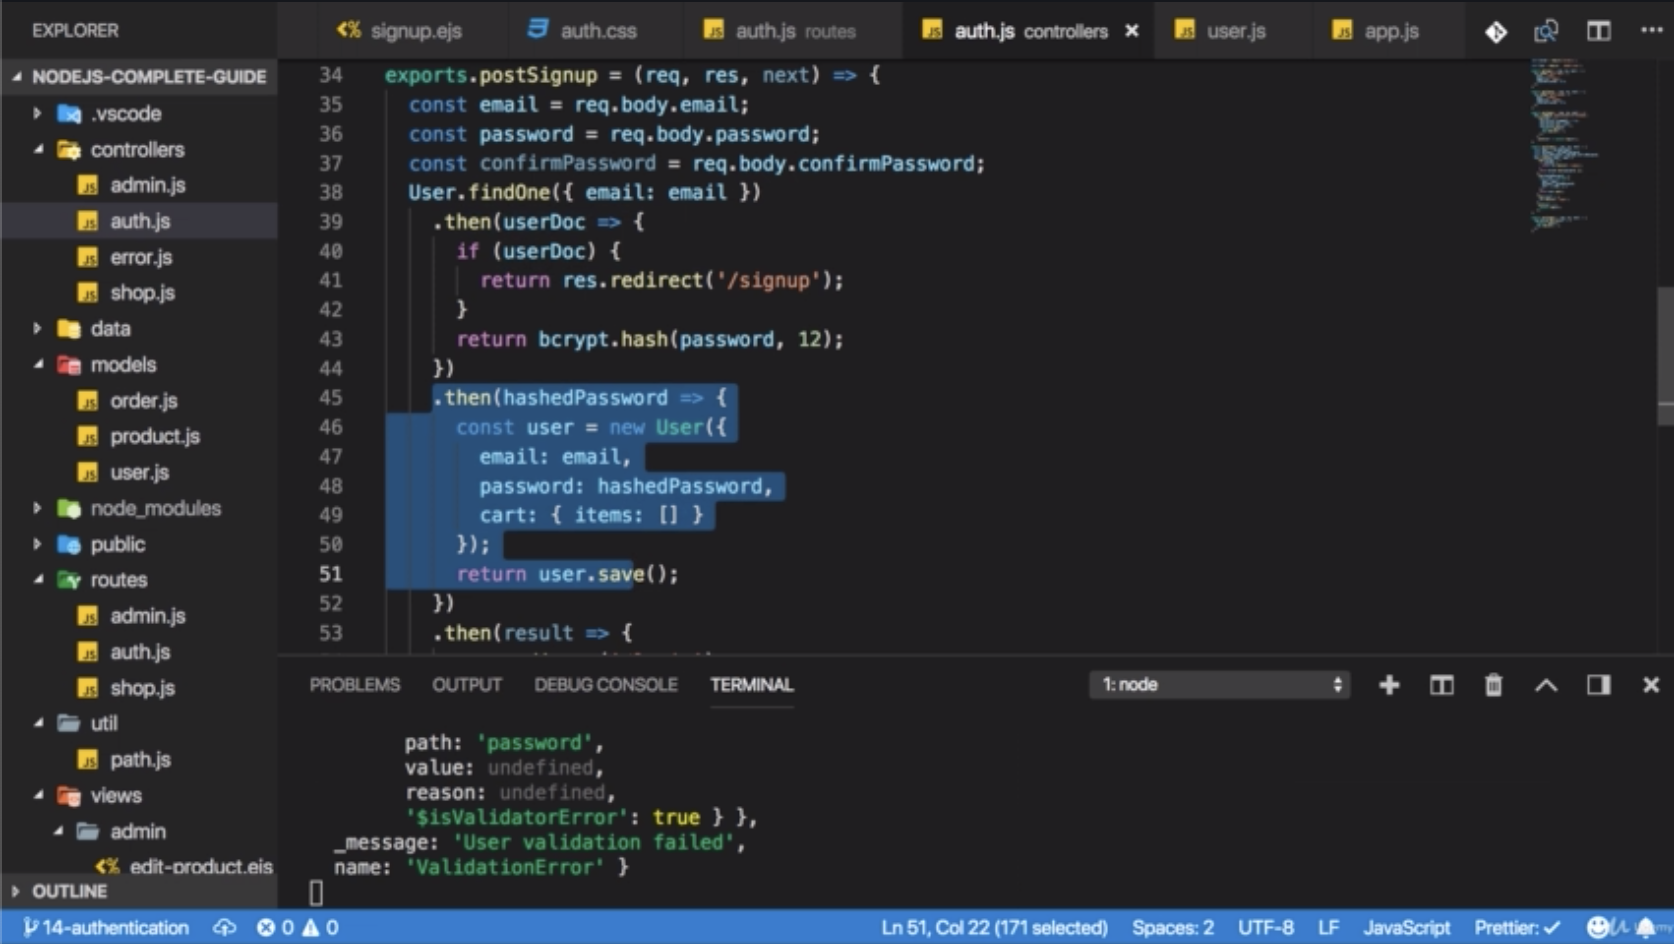 EXPLORER
NODEJS-COMPLETE-GUIDE
.vscode
controllers
admin.js
auth.js
error.js
shop.js
data
models
order.js
product.js
user.js
node_modules
public
routes
admin.js
auth.js
shop.js
util
path.js
views
admin
edit-product.ejs
OUTLINE
signup.ejs
auth.css
auth.js routes
auth.js controllers
user.js
app.js
34 exports.postSignup = (req, res, next) => {
35 const email = req.body.email;
36 const password = req.body.password;
37 const confirmPassword = req.body.confirmPassword;
38 User.findOne({ email: email })
39 .then(userDoc => {
40 if (userDoc) {
41 return res.redirect('/signup');
42 }
43 return bcrypt.hash(password, 12);
44 })
45 .then(hashedPassword => {
46 const user = new User({
47 email: email,
48 password: hashedPassword,
49 cart: { items: [] }
50 });
51 return user.save();
52 })
53 .then(result => {
PROBLEMS OUTPUT DEBUG CONSOLE TERMINAL 1: node
path: 'password',
value: undefined,
reason: undefined,
'$isValidatorError': true } },
_message: 'User validation failed',
name: 'ValidationError' }
14-authentication 0 0 Ln 51, Col 22 (171 selected) Spaces: 2 UTF-8 LF JavaScript Prettier: ✓